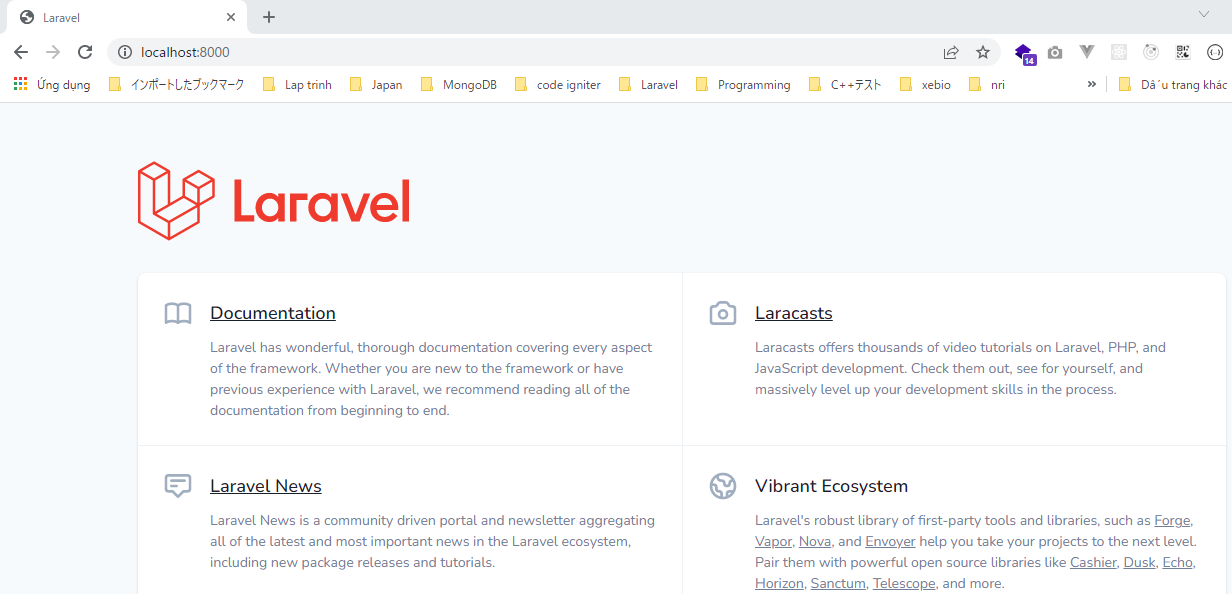 Laravel
localhost:8000
14
Ứng dụng インポートしたブックマーク Lap trinh Japan MongoDB code igniter Laravel Programming C++テスト xebio nri » Dấu trang khác
Laravel
Documentation
Laravel has wonderful, thorough documentation covering every aspect
of the framework. Whether you are new to the framework or have
previous experience with Laravel, we recommend reading all of the
documentation from beginning to end.
Laracasts
Laracasts offers thousands of video tutorials on Laravel, PHP, and
JavaScript development. Check them out, see for yourself, and
massively level up your development skills in the process.
Laravel News
Laravel News is a community driven portal and newsletter aggregating
all of the latest and most important news in the Laravel ecosystem,
including new package releases and tutorials.
Vibrant Ecosystem
Laravel's robust library of first-party tools and libraries, such as Forge,
Vapor, Nova, and Envoyer help you take your projects to the next level.
Pair them with powerful open source libraries like Cashier, Dusk, Echo,
Horizon, Sanctum, Telescope, and more.